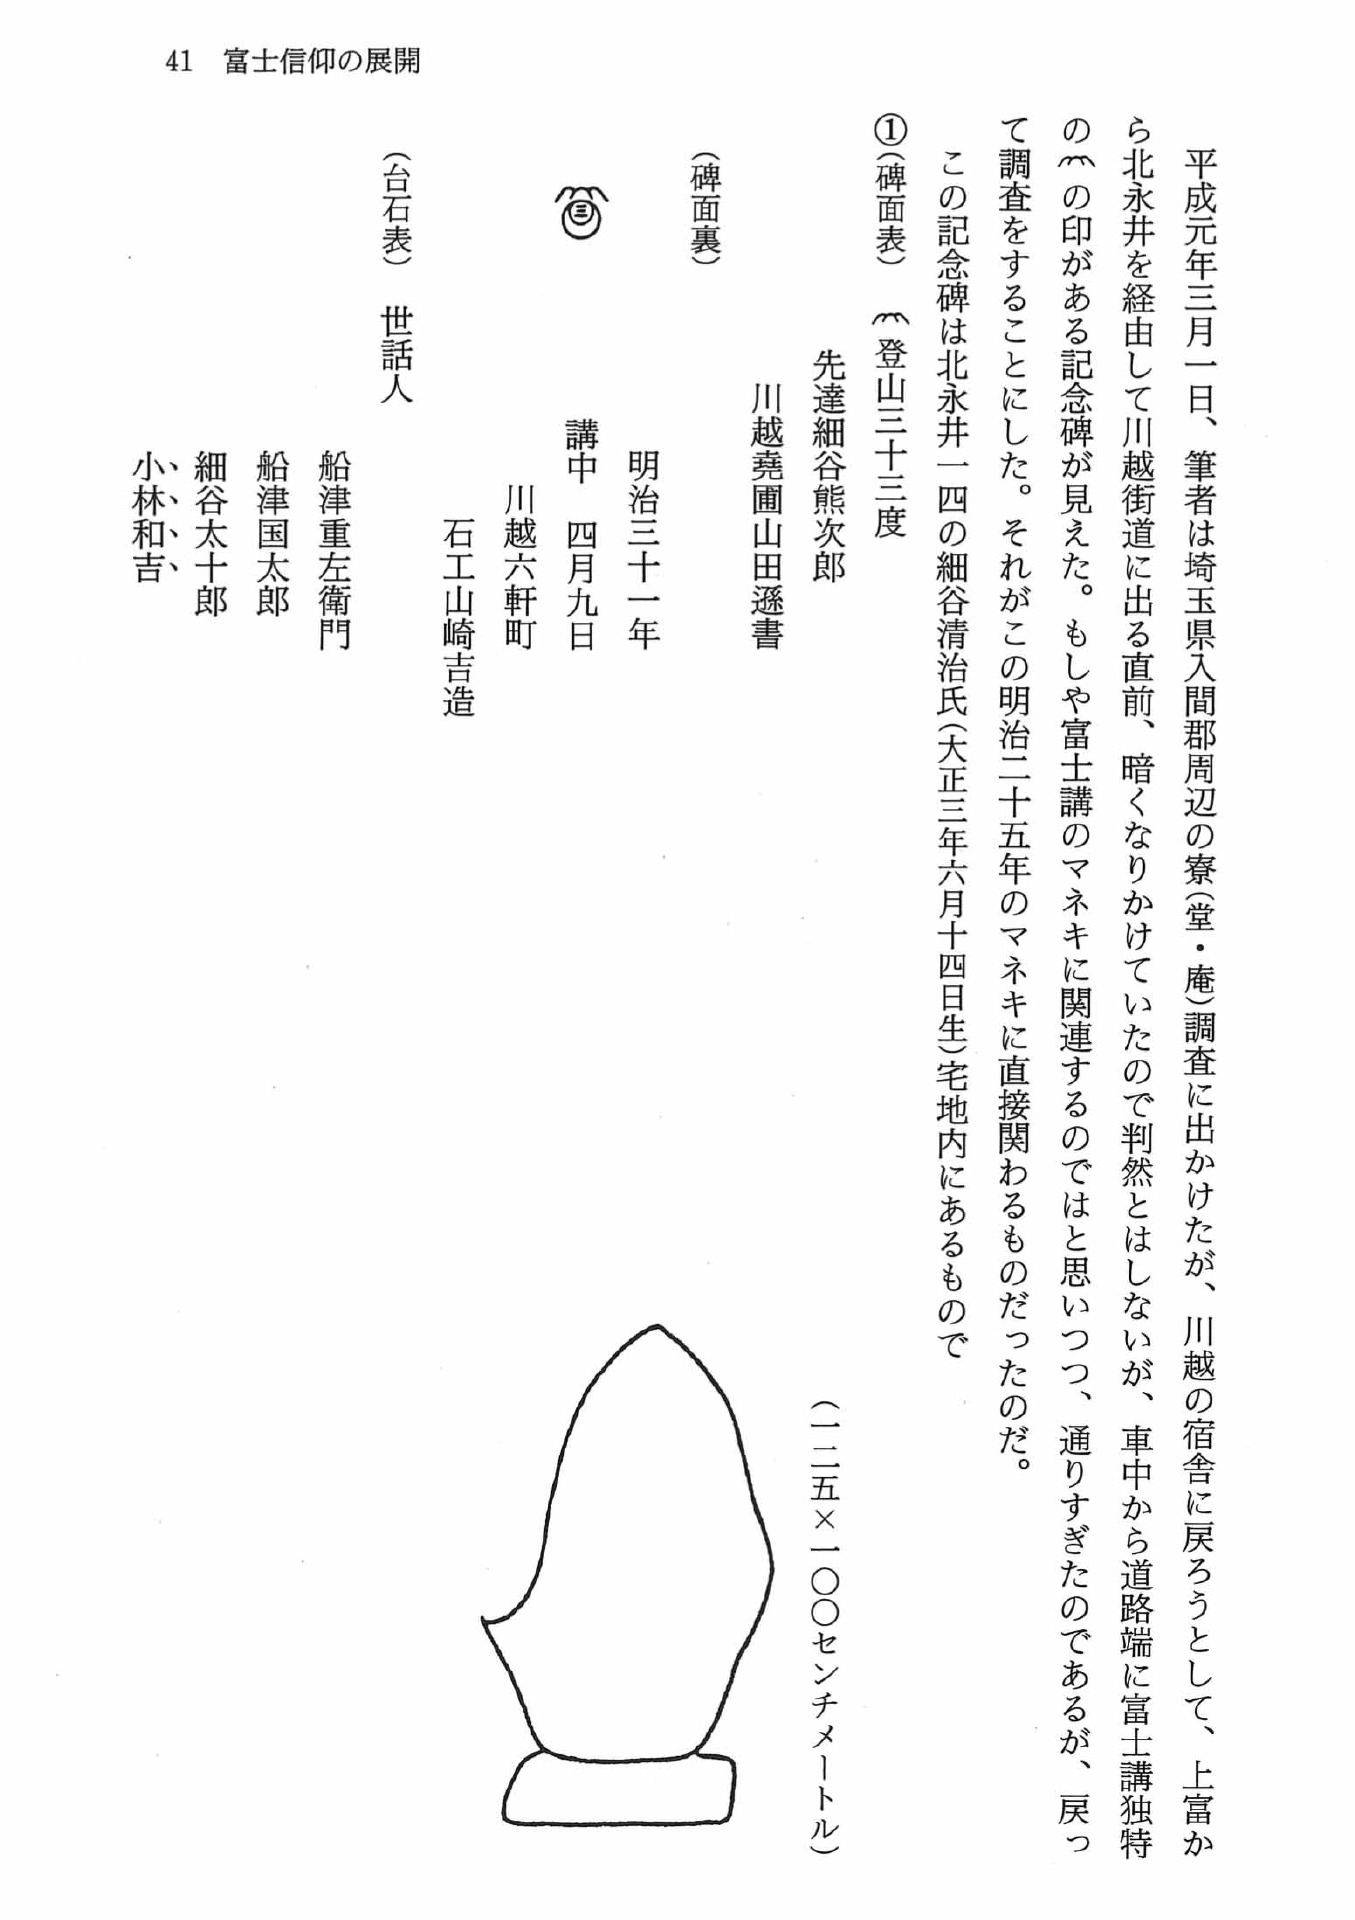 41 富士信仰の展開
平成元年三月一日、筆者は埼玉県入間郡周辺の寮(堂・庵)調査に出かけたが、川越の宿舎に戻ろうとして、上富か
ら北永井を経由して川越街道に出る直前、暗くなりかけていたので判然とはしないが、車中から道路端に富士講独特
の の印がある記念碑が見えた。もしや富士講のマネキに関連するのではと思いつつ、通りすぎたのであるが、戻っ
て調査をすることにした。それがこの明治二十五年のマネキに直接関わるものだったのだ。
この記念碑は北永井一四の細谷清治氏(大正三年六月十四日生)宅地内にあるもので
①(碑面表) 登山三十三度
先達細谷熊次郎
(一二五×一〇〇センチメートル)
川越堯圃山田遜書
(碑面裏)
明治三十一年
三 講中 四月九日
川越六軒町
石工山崎吉造
(台石表) 世話人
船津重左衛門
船津国太郎
細谷太十郎
小林和吉